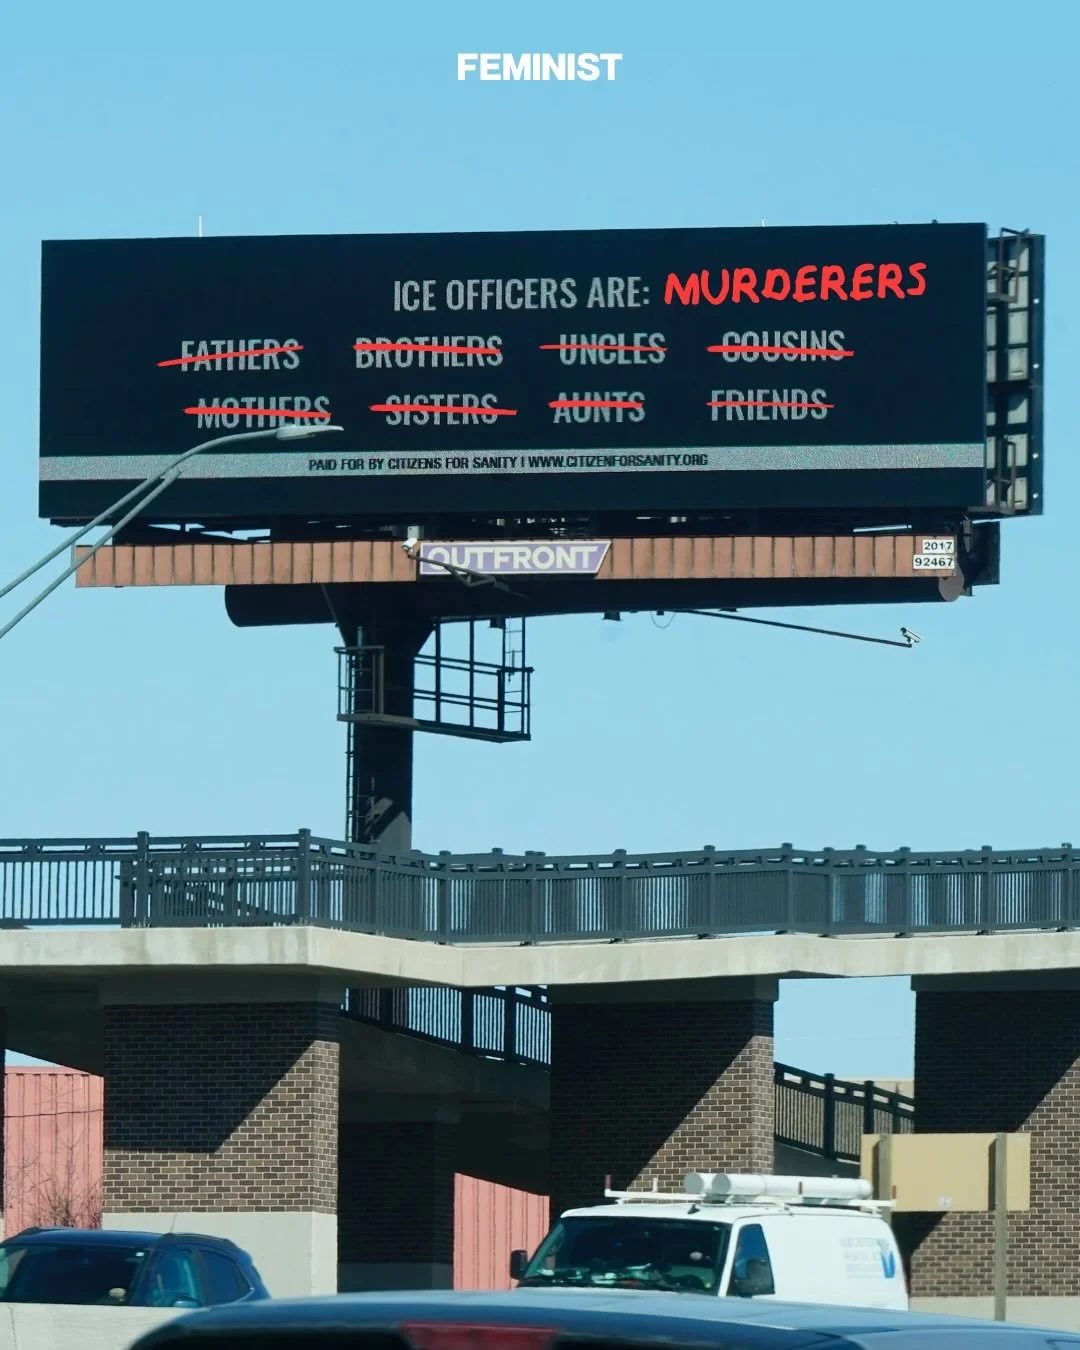 FEMINIST
ICE OFFICERS ARE: MURDERERS
FATHERS BROTHERS UNCLES COUSINS
MOTHERS SISTERS AUNTS FRIENDS
PAID FOR BY CITIZENS FOR SANITY | WWW.CITIZENFORSANITY.ORG
OUTFRONT
2017
92467